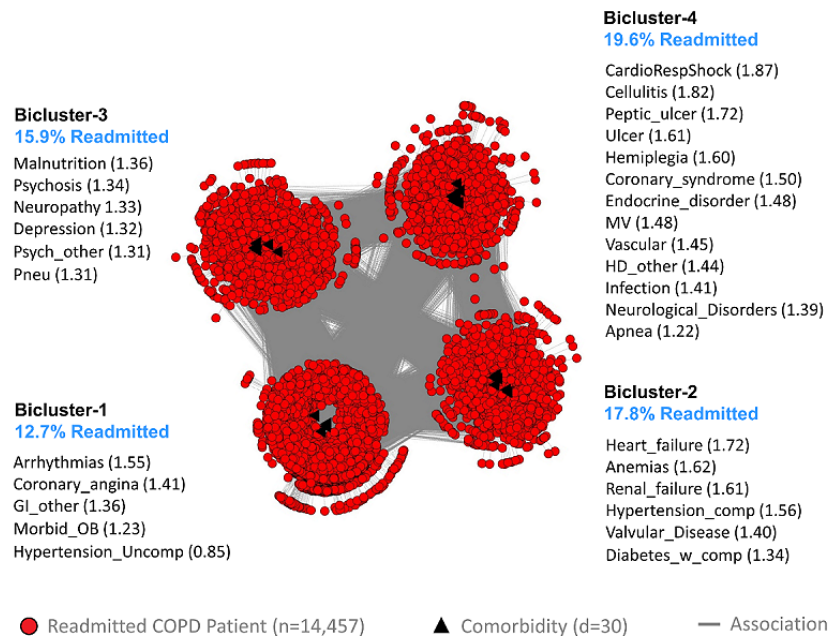 Bicluster-4
19.6% Readmitted
CardioRespShock (1.87)
Cellulitis (1.82)
Peptic_ulcer (1.72)
Ulcer (1.61)
Hemiplegia (1.60)
Coronary_syndrome (1.50)
Endocrine_disorder (1.48)
MV (1.48)
Vascular (1.45)
HD_other (1.44)
Infection (1.41)
Neurological_Disorders (1.39)
Apnea (1.22)
Bicluster-3
15.9% Readmitted
Malnutrition (1.36)
Psychosis (1.34)
Neuropathy 1.33)
Depression (1.32)
Psych_other (1.31)
Pneu (1.31)
Bicluster-1
12.7% Readmitted
Arrhythmias (1.55)
Coronary_angina (1.41)
GI_other (1.36)
Morbid_OB (1.23)
Hypertension_Uncomp (0.85)
Bicluster-2
17.8% Readmitted
Heart_failure (1.72)
Anemias (1.62)
Renal_failure (1.61)
Hypertension_comp (1.56)
Valvular_Disease (1.40)
Diabetes_w_comp (1.34)
Readmitted COPD Patient (n=14,457)
Comorbidity (d=30)
Association